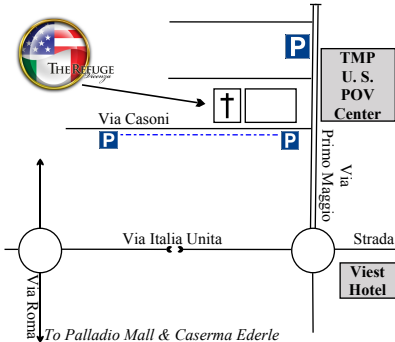 P
TMP
U. S.
POV
Center
THE REFUGE
Vicenza
Via Casoni
P
P
Via
Primo Maggio
Via Italia Unita
Strada
Viest
Hotel
Via Roma
To Palladio Mall & Caserma Ederle